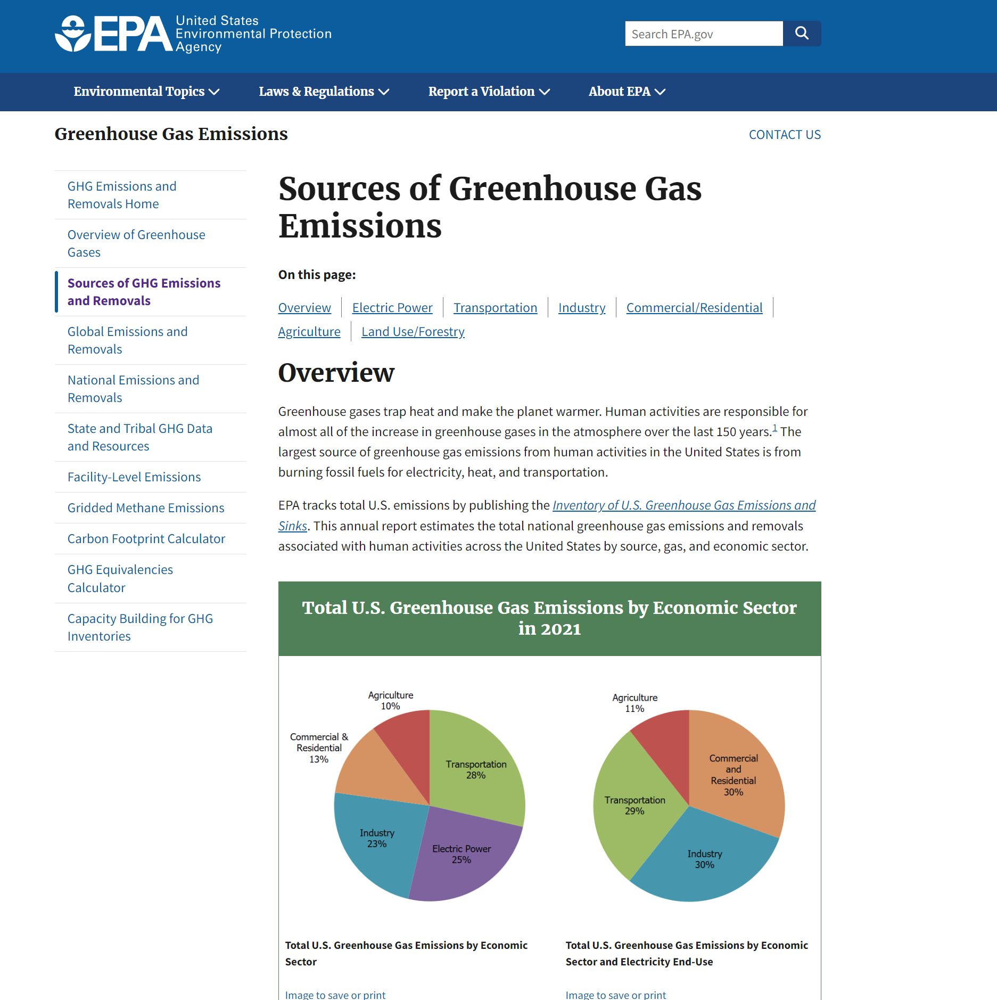 EPA United States
Environmental Protection
Agency
Search EPA.gov
Environmental Topics
Laws & Regulations
Report a Violation
About EPA
Greenhouse Gas Emissions
CONTACT US
GHG Emissions and
Removals Home
Overview of Greenhouse
Gases
Sources of GHG Emissions
and Removals
Global Emissions and
Removals
National Emissions and
Removals
State and Tribal GHG Data
and Resources
Facility-Level Emissions
Gridded Methane Emissions
Carbon Footprint Calculator
GHG Equivalencies
Calculator
Capacity Building for GHG
Inventories
Sources of Greenhouse Gas
Emissions
On this page:
Overview
Electric Power
Transportation
Industry
Commercial/Residential
Agriculture
Land Use/Forestry
Overview
Greenhouse gases trap heat and make the planet warmer. Human activities are responsible for
almost all of the increase in greenhouse gases in the atmosphere over the last 150 years.1 The
largest source of greenhouse gas emissions from human activities in the United States is from
burning fossil fuels for electricity, heat, and transportation.
EPA tracks total U.S. emissions by publishing the Inventory of U.S. Greenhouse Gas Emissions and
Sinks. This annual report estimates the total national greenhouse gas emissions and removals
associated with human activities across the United States by source, gas, and economic sector.
Total U.S. Greenhouse Gas Emissions by Economic Sector
in 2021
Agriculture
10%
Commercial &
Residential
13%
Transportation
28%
Industry
23%
Electric Power
25%
Total U.S. Greenhouse Gas Emissions by Economic
Sector
Image to save or print
Agriculture
11%
Commercial
and
Residential
30%
Transportation
29%
Industry
30%
Total U.S. Greenhouse Gas Emissions by Economic
Sector and Electricity End-Use
Image to save or print